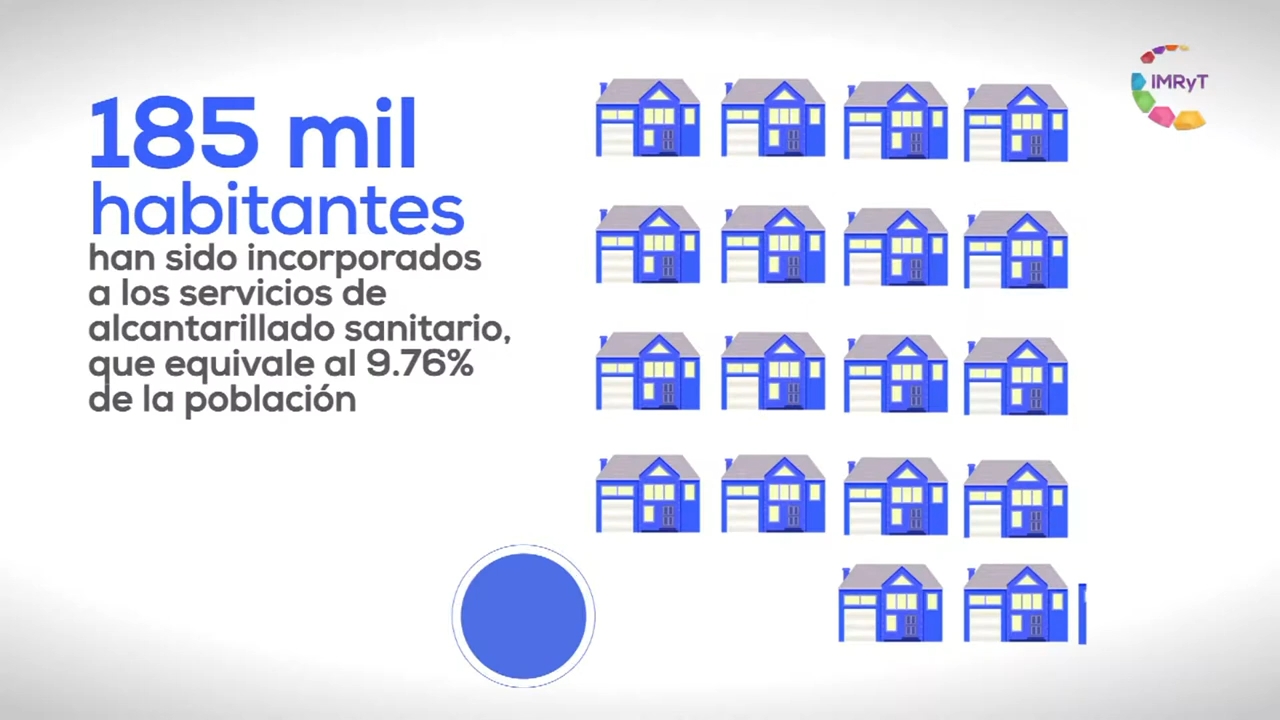 185 mil
habitantes
han sido incorporados
a los servicios de
alcantarillado sanitario,
que equivale al 9.76%
de la población
IMRyT